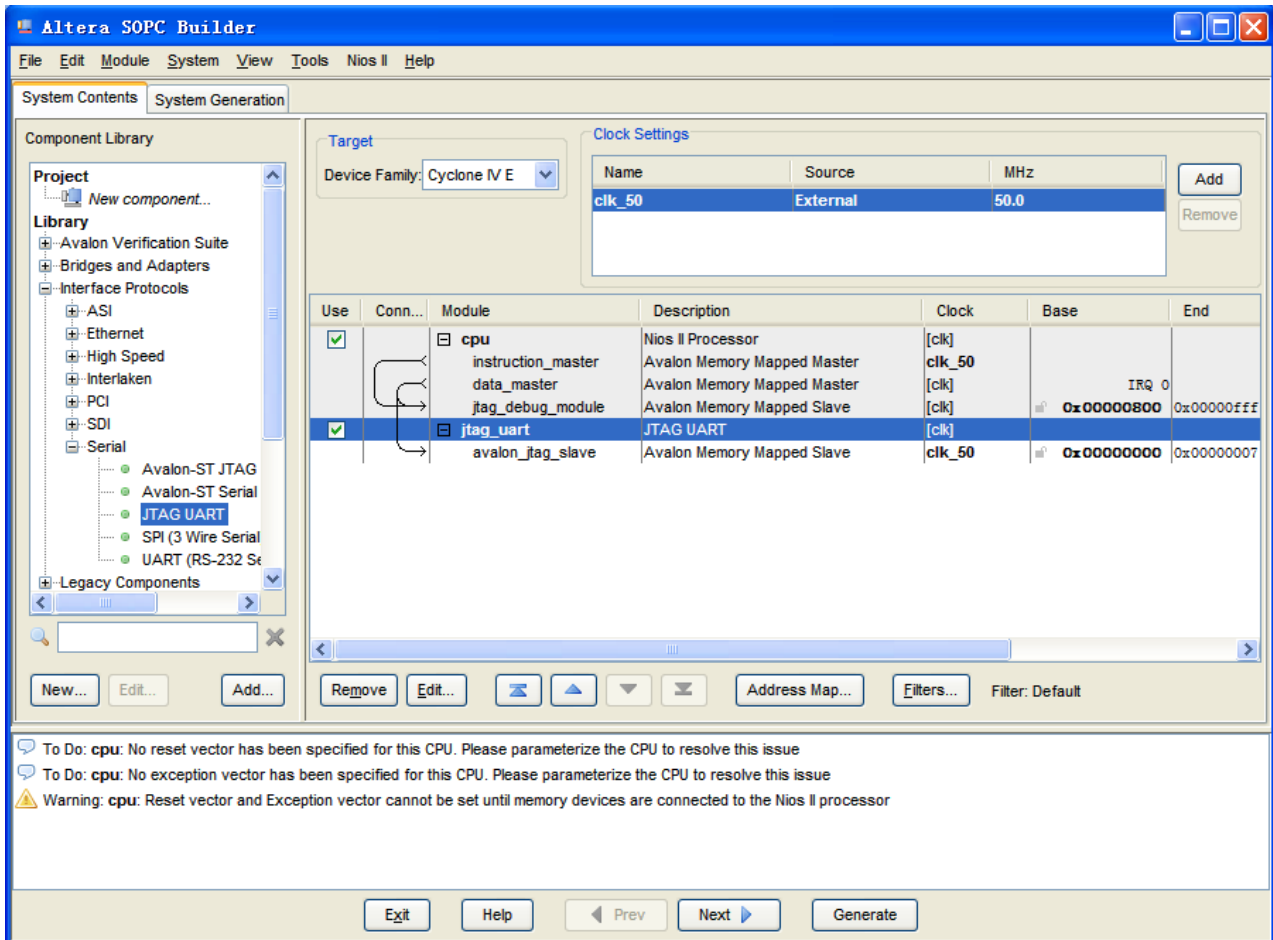 Altera SOPC Builder
File Edit Module System View Tools Nios II Help
System Contents System Generation
Component Library
Project
New component...
Library
Avalon Verification Suite
Bridges and Adapters
Interface Protocols
ASI
Ethernet
High Speed
Interlaken
PCI
SDI
Serial
Avalon-ST JTAG
Avalon-ST Serial
JTAG UART
SPI (3 Wire Serial
UART (RS-232 Se
Legacy Components
New... Edit... Add...
Target
Device Family: Cyclone IV E
Clock Settings
Name Source MHz
clk_50 External 50.0
Add
Remove
Use Conn... Module Description Clock Base End
cpu Nios II Processor [clk]
instruction_master Avalon Memory Mapped Master clk_50
data_master Avalon Memory Mapped Master [clk] IRQ 0
jtag_debug_module Avalon Memory Mapped Slave [clk] 0x00000800 0x00000fff
jtag_uart JTAG UART [clk]
avalon_jtag_slave Avalon Memory Mapped Slave clk_50 0x00000000 0x00000007
Remove Edit... Address Map... Filters... Filter: Default
To Do: cpu: No reset vector has been specified for this CPU. Please parameterize the CPU to resolve this issue
To Do: cpu: No exception vector has been specified for this CPU. Please parameterize the CPU to resolve this issue
Warning: cpu: Reset vector and Exception vector cannot be set until memory devices are connected to the Nios II processor
Exit Help Prev Next Generate